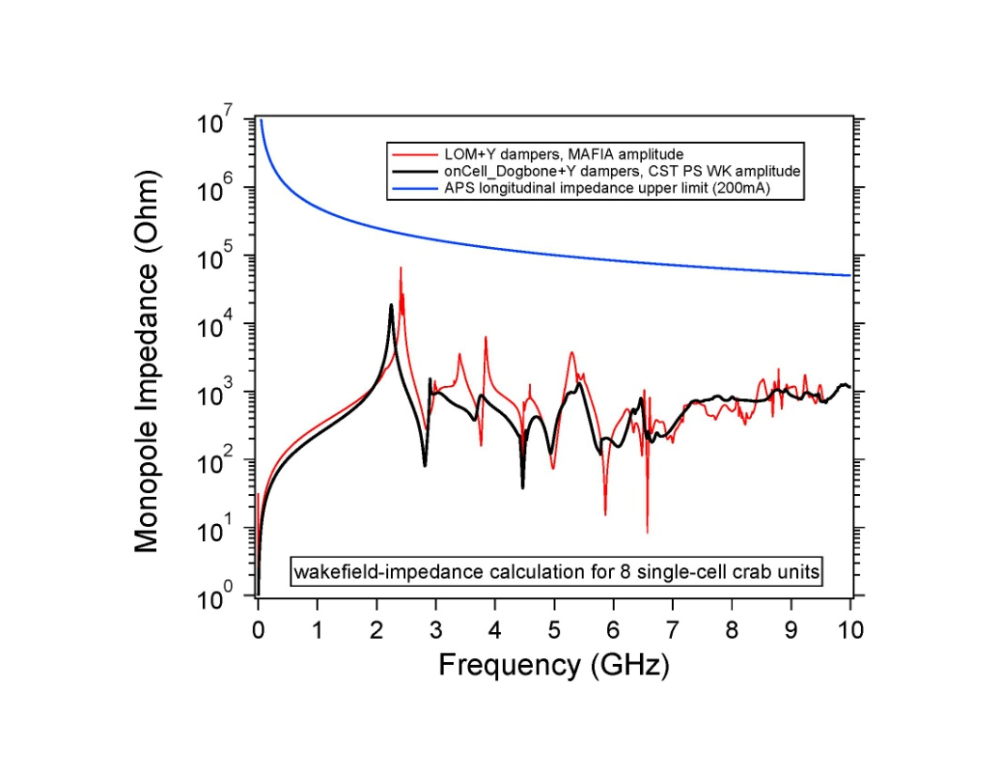 10^7
10^6
10^5
10^4
10^3
10^2
10^1
10^0
Monopole Impedance (Ohm)
LOM+Y dampers, MAFIA amplitude
onCell_Dogbone+Y dampers, CST PS WK amplitude
APS longitudinal impedance upper limit (200mA)
wakefield-impedance calculation for 8 single-cell crab units
0 1 2 3 4 5 6 7 8 9 10
Frequency (GHz)